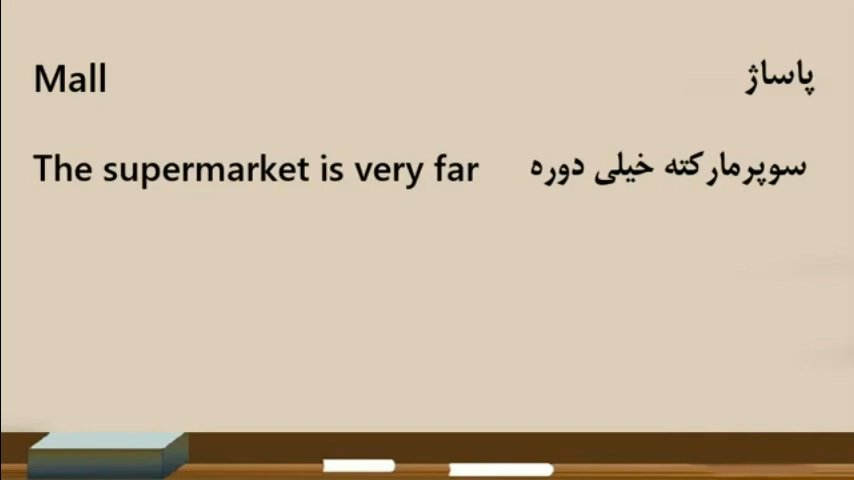 Mall پاساژ
The supermarket is very far سوپرمارکته خیلی دوره